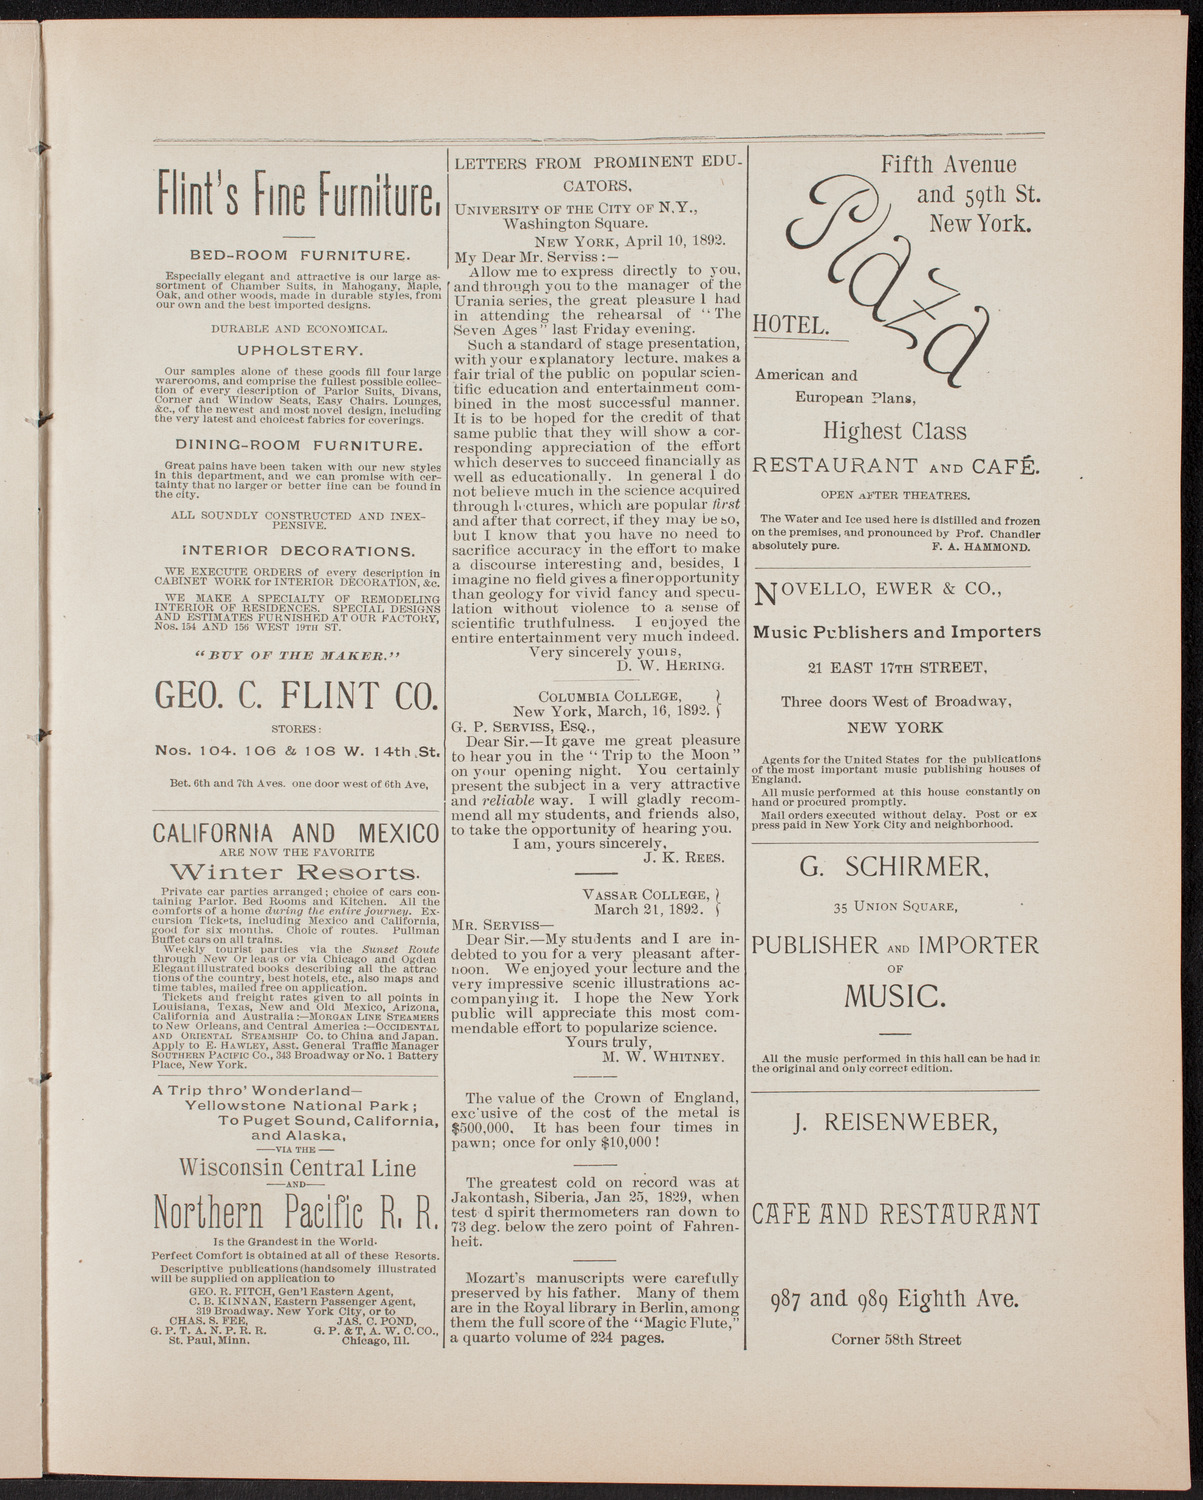 Flint's Fine Furniture.
BED-ROOM FURNITURE.
Especially elegant and attractive is our large as-
sortment of Chamber Suits, in Mahogany, Maple,
Oak, and other woods, made in durable styles, from
our own and the best imported designs.
DURABLE AND ECONOMICAL.
UPHOLSTERY.
Our samples alone of these goods fill four large
warerooms, and comprise the fullest possible collec-
tion of every description of Parlor Suits, Divans,
Corner and Window Seats, Easy Chairs. Lounges,
&c., of the newest and most novel design, including
the very latest and choicest fabrics for coverings.
DINING-ROOM FURNITURE.
Great pains have been taken with our new styles
in this department, and we can promise with cer-
tainty that no larger or better line can be found in
the city.
ALL SOUNDLY CONSTRUCTED AND INEX-
PENSIVE.
INTERIOR DECORATIONS.
WE EXECUTE ORDERS of every description in
CABINET WORK for INTERIOR DECORATION, &c.
WE MAKE A SPECIALTY OF REMODELING
INTERIOR OF RESIDENCES. SPECIAL DESIGNS
AND ESTIMATES FURNISHED AT OUR FACTORY,
Nos. 154 AND 156 WEST 19TH ST.
"BUY OF THE MAKER."
GEO. C. FLINT CO.
STORES:
Nos. 104. 106 & 108 W. 14th St.
Bet. 6th and 7th Aves. one door west of 6th Ave,
CALIFORNIA AND MEXICO
ARE NOW THE FAVORITE
Winter Resorts.
Private car parties arranged; choice of cars con-
taining Parlor. Bed Rooms and Kitchen. All the
comforts of a home during the entire journey. Ex-
cursion Tickets, including Mexico and California,
good for six months. Choic of routes. Pullman
Buffet cars on all trains.
Weekly tourist parties via the Sunset Route
through New Orleans or via Chicago and Ogden
Elegant illustrated books describing all the attrac
tions of the country, best hotels, etc., also maps and
time tables, mailed free on application.
Tickets and freight rates given to all points in
Louisiana, Texas, New and Old Mexico, Arizona,
California and Australia:—MORGAN LINE STEAMERS
to New Orleans, and Central America:—OCCIDENTAL
AND ORIENTAL STEAMSHIP Co. to China and Japan.
Apply to E. HAWLEY, Asst. General Traffic Manager
SOUTHERN PACIFIC Co., 343 Broadway or No. 1 Battery
Place, New York.
A Trip thro' Wonderland—
Yellowstone National Park;
To Puget Sound, California,
and Alaska,
—VIA THE—
Wisconsin Central Line
—AND—
Northern Pacific R. R.
Is the Grandest in the World.
Perfect Comfort is obtained at all of these Resorts.
Descriptive publications (handsomely illustrated
will be supplied on application to
GEO. R. FITCH, Gen'l Eastern Agent,
C. B. KINNAN, Eastern Passenger Agent,
319 Broadway. New York City, or to
CHAS. S. FEE, JAS. C. POND,
G. P. T. A. N. P. R. R. G. P. & T. A. W. C. CO.,
St. Paul, Minn. Chicago, Ill.
LETTERS FROM PROMINENT EDU-
CATORS,
UNIVERSITY OF THE CITY OF N.Y.,
Washington Square.
NEW YORK, April 10, 1892.
My Dear Mr. Serviss:—
Allow me to express directly to you,
and through you to the manager of the
Urania series, the great pleasure I had
in attending the rehearsal of "The
Seven Ages" last Friday evening.
Such a standard of stage presentation,
with your explanatory lecture, makes a
fair trial of the public on popular scien-
tific education and entertainment com-
bined in the most successful manner.
It is to be hoped for the credit of that
same public that they will show a cor-
responding appreciation of the effort
which deserves to succeed financially as
well as educationally. In general I do
not believe much in the science acquired
through lectures, which are popular first
and after that correct, if they may be so,
but I know that you have no need to
sacrifice accuracy in the effort to make
a discourse interesting and, besides, I
imagine no field gives a finer opportunity
than geology for vivid fancy and specu-
lation without violence to a sense of
scientific truthfulness. I enjoyed the
entire entertainment very much indeed.
Very sincerely yours,
D. W. HERING.
COLUMBIA COLLEGE, }
New York, March, 16, 1892. }
G. P. SERVISS, ESQ.,
Dear Sir.—It gave me great pleasure
to hear you in the "Trip to the Moon"
on your opening night. You certainly
present the subject in a very attractive
and reliable way. I will gladly recom-
mend all my students, and friends also,
to take the opportunity of hearing you.
I am, yours sincerely,
J. K. REES.
VASSAR COLLEGE, }
March 21, 1892. }
MR. SERVISS—
Dear Sir.—My students and I are in-
debted to you for a very pleasant after-
noon. We enjoyed your lecture and the
very impressive scenic illustrations ac-
companying it. I hope the New York
public will appreciate this most com-
mendable effort to popularize science.
Yours truly,
M. W. WHITNEY.
The value of the Crown of England,
exc'usive of the cost of the metal is
$500,000. It has been four times in
pawn; once for only $10,000!
The greatest cold on record was at
Jakontash, Siberia, Jan 25, 1829, when
test d spirit thermometers ran down to
73 deg. below the zero point of Fahren-
heit.
Mozart's manuscripts were carefully
preserved by his father. Many of them
are in the Royal library in Berlin, among
them the full score of the "Magic Flute,"
a quarto volume of 224 pages.
Fifth Avenue
and 59th St.
New York.
Plaza
HOTEL.
American and
European Plans,
Highest Class
RESTAURANT AND CAFÉ.
OPEN AFTER THEATRES.
The Water and Ice used here is distilled and frozen
on the premises, and pronounced by Prof. Chandler
absolutely pure. F. A. HAMMOND.
NOVELLO, EWER & CO.,
Music Publishers and Importers
21 EAST 17TH STREET,
Three doors West of Broadway,
NEW YORK
Agents for the United States for the publications
of the most important music publishing houses of
England.
All music performed at this house constantly on
hand or procured promptly.
Mail orders executed without delay. Post or ex
press paid in New York City and neighborhood.
G. SCHIRMER,
35 UNION SQUARE,
PUBLISHER AND IMPORTER
OF
MUSIC.
All the music performed in this hall can be had in
the original and only correct edition.
J. REISENWEBER,
CAFE AND RESTAURANT
987 and 989 Eighth Ave.
Corner 58th Street